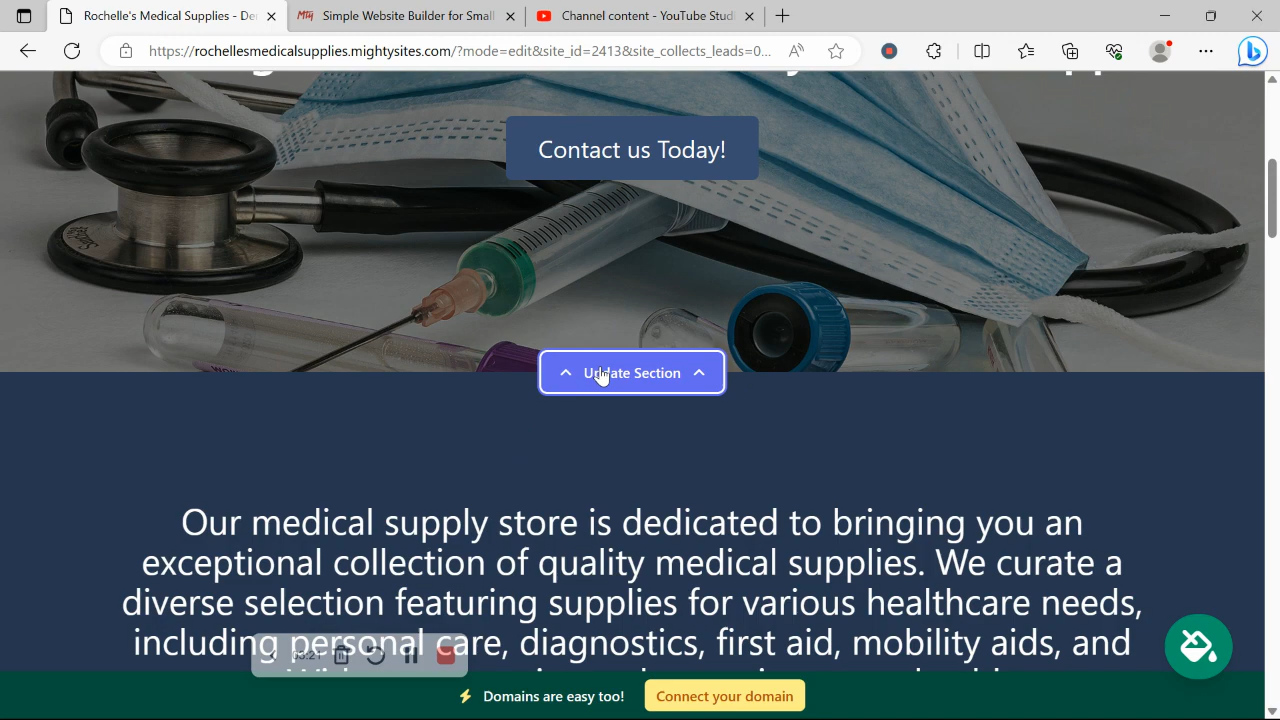 Rochelle's Medical Supplies - De
Simple Website Builder for Small
Channel content - YouTube Studi
https://rochellesmedicalsupplies.mightysites.com/?mode=edit&site_id=2413&site_collects_leads=0...
Contact us Today!
Update Section
Our medical supply store is dedicated to bringing you an
exceptional collection of quality medical supplies. We curate a
diverse selection featuring supplies for various healthcare needs,
including personal care, diagnostics, first aid, mobility aids, and
Domains are easy too!
Connect your domain